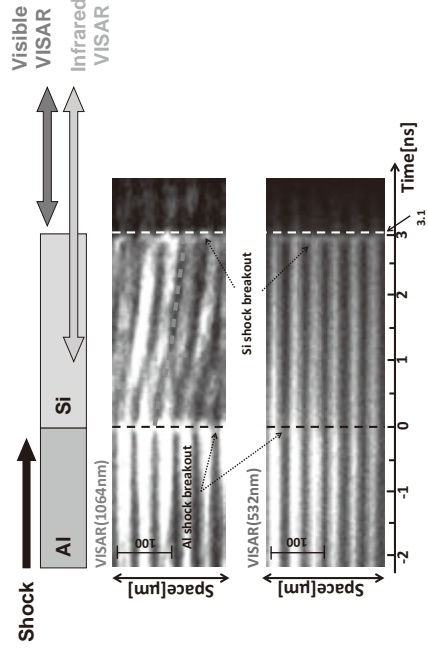 Shock
Visible
VISAR
Infrared
VISAR
Al
Si
VISAR(1064nm)
Space[μm]
100
Al shock breakout
Si shock breakout
VISAR(532nm)
Space[μm]
100
-2
-1
0
1
2
3
3.1
Time[ns]